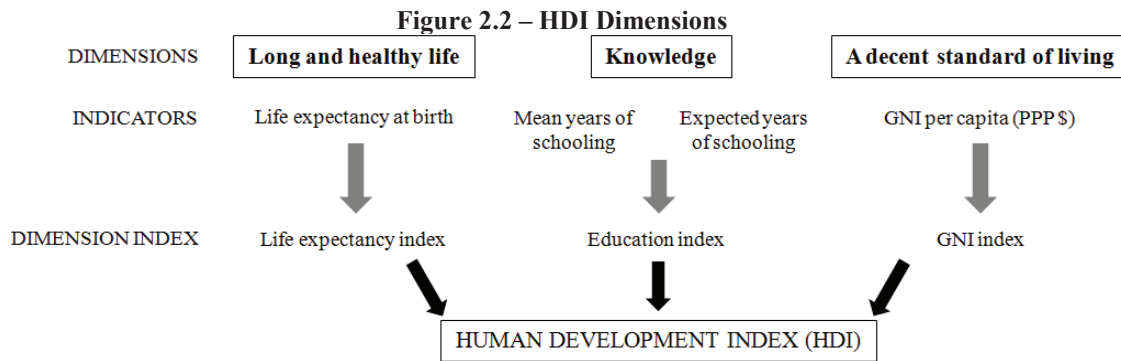 Figure 2.2 – HDI Dimensions
DIMENSIONS Long and healthy life Knowledge A decent standard of living
INDICATORS Life expectancy at birth Mean years of schooling Expected years of schooling GNI per capita (PPP $)
DIMENSION INDEX Life expectancy index Education index GNI index
HUMAN DEVELOPMENT INDEX (HDI)